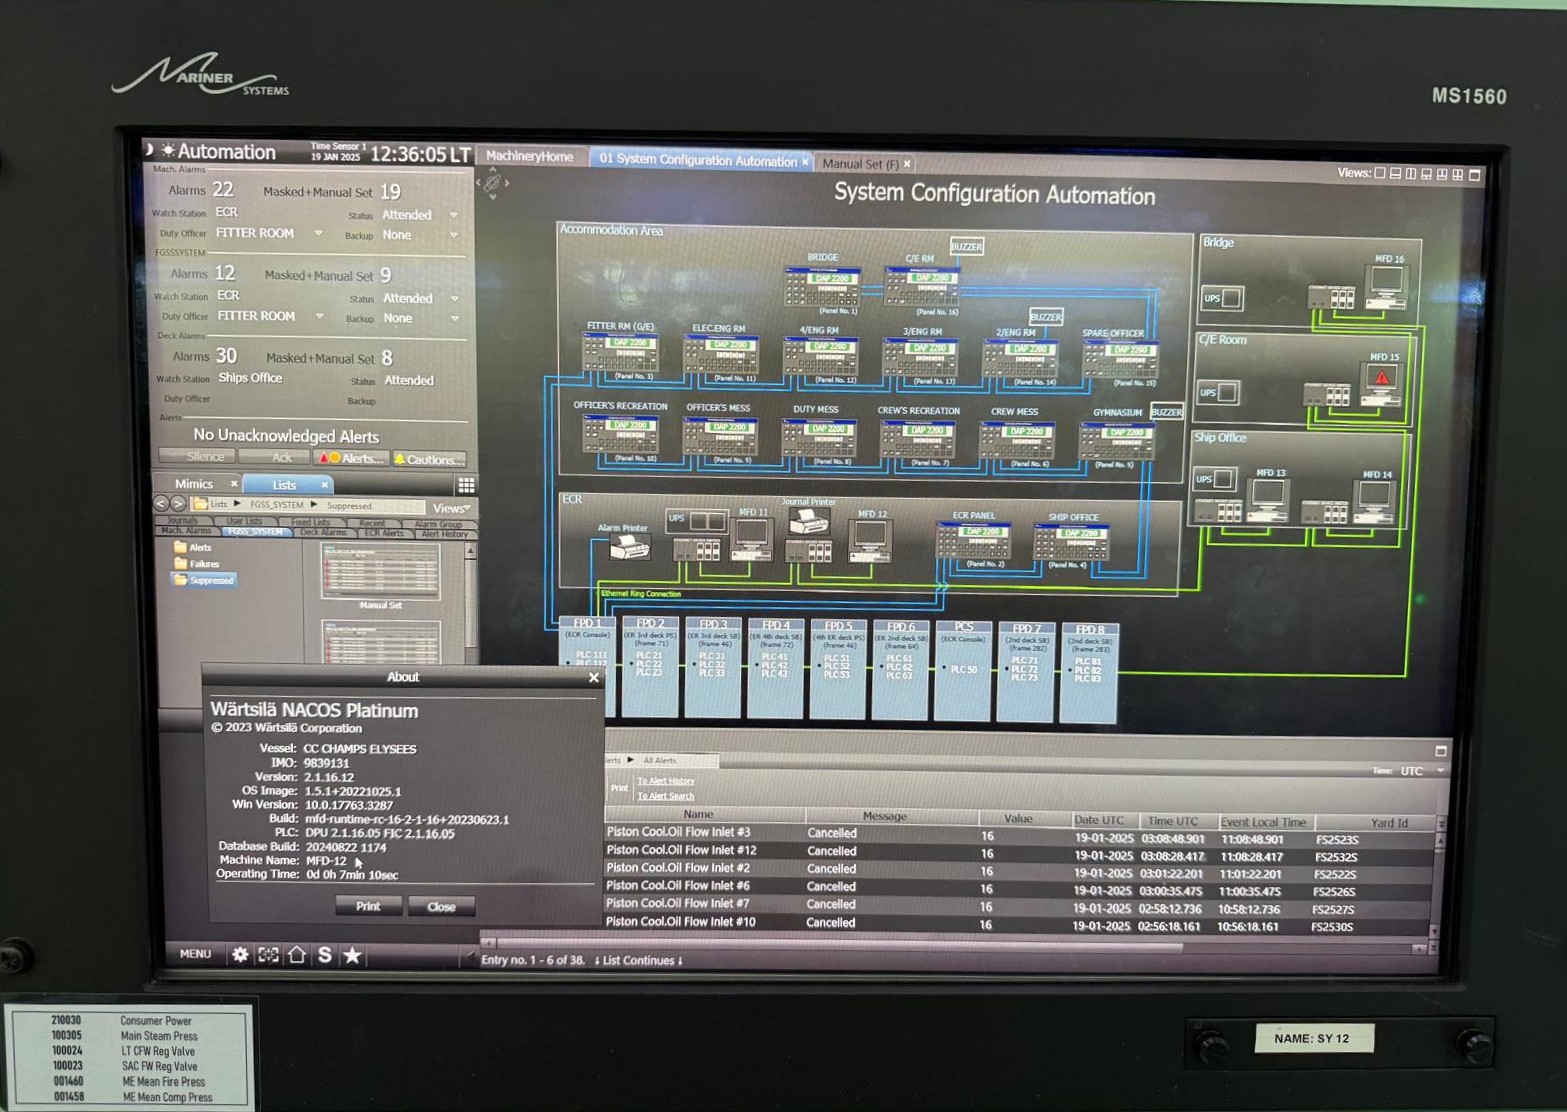 MARINER SYSTEMS
MS1560
Automation
Time Sensor 1
19 JAN 2025
12:36:05 LT
Mach. Alarms
Alarms 22 Masked+Manual Set 19
Watch Station ECR Status Attended
Duty Officer FITTER ROOM Backup None
FGSSSYSTEM
Alarms 12 Masked+Manual Set 9
Watch Station ECR Status Attended
Duty Officer FITTER ROOM Backup None
Deck Alarms
Alarms 30 Masked+Manual Set 8
Watch Station Ships Office Status Attended
Duty Officer Backup
Alerts
No Unacknowledged Alerts
Silence Ack Alerts... Cautions...
Mimics × Lists ×
Lists FGSS_SYSTEM Suppressed Views
Journals User Lists Fixed Lists Recent Alarm Group
Mach. Alarms FGSS_SYSTEM Deck Alarms ECR Alerts Alert History
Alerts
Failures
Suppressed
Manual Set
MachineryHome 01 System Configuration Automation × Manual Set (F) ×
Views:
System Configuration Automation
Accommodation Area
BUZZER
BRIDGE C/E RM
DAP 2200 DAP 2200
(Panel No. 1) (Panel No. 16)
BUZZER
FITTER RM (G/E) ELEC.ENG RM 4/ENG RM 3/ENG RM 2/ENG RM SPARE OFFICER
DAP 2200 DAP 2200 DAP 2200 DAP 2200 DAP 2200 DAP 2200
(Panel No. 3) (Panel No. 11) (Panel No. 12) (Panel No. 13) (Panel No. 14) (Panel No. 15)
OFFICER'S RECREATION OFFICER'S MESS DUTY MESS CREW'S RECREATION CREW MESS GYMNASIUM BUZZER
DAP 2200 DAP 2200 DAP 2200 DAP 2200 DAP 2200 DAP 2200
(Panel No. 10) (Panel No. 9) (Panel No. 8) (Panel No. 7) (Panel No. 6) (Panel No. 5)
Bridge
MFD 16
UPS
C/E Room
MFD 15
UPS
Ship Office
MFD 13 MFD 14
UPS
ECR
Alarm Printer
UPS
MFD 11
Journal Printer
MFD 12
ECR PANEL SHIP OFFICE
DAP 2200 DAP 2200
(Panel No. 2) (Panel No. 4)
Ethernet Ring Connection
FPD 1 FPD 2 FPD 3 FPD 4 FPD 5 FPD 6 PCS FPD 7 FPD 8
(ECR Console) (ER 3rd deck PS) (ER 3rd deck SB) (ER 4th deck SB) (4th ER deck PS) (ER 2nd deck SB) (ECR Console) (2nd deck SB) (2nd deck SB)
(frame 71) (frame 46) (frame 72) (frame 46) (frame 64) (frame 282) (frame 283)
PLC 111 PLC 21 PLC 31 PLC 41 PLC 51 PLC 61 PLC 71 PLC 81
PLC 112 PLC 22 PLC 32 PLC 42 PLC 52 PLC 62 PLC 50 PLC 72 PLC 82
PLC 23 PLC 33 PLC 43 PLC 53 PLC 63 PLC 73 PLC 83
About ×
Wärtsilä NACOS Platinum
© 2023 Wärtsilä Corporation
Vessel: CC CHAMPS ELYSEES
IMO: 9839131
Version: 2.1.16.12
OS Image: 1.5.1+20221025.1
Win Version: 10.0.17763.3287
Build: mfd-runtime-rc-16-2-1-16+20230623.1
PLC: DPU 2.1.16.05 FIC 2.1.16.05
Database Build: 20240822 1174
Machine Name: MFD-12
Operating Time: 0d 0h 7min 10sec
Print Close
All Alerts
Time: UTC
Print To Alert History
To Alert Search
Name Message Value Date UTC Time UTC Event Local Time Yard Id
Piston Cool.Oil Flow Inlet #3 Cancelled 16 19-01-2025 03:08:48.901 11:08:48.901 FS2523S
Piston Cool.Oil Flow Inlet #12 Cancelled 16 19-01-2025 03:08:28.417 11:08:28.417 FS2532S
Piston Cool.Oil Flow Inlet #2 Cancelled 16 19-01-2025 03:01:22.201 11:01:22.201 FS2522S
Piston Cool.Oil Flow Inlet #6 Cancelled 16 19-01-2025 03:00:35.475 11:00:35.475 FS2526S
Piston Cool.Oil Flow Inlet #7 Cancelled 16 19-01-2025 02:58:12.736 10:58:12.736 FS2527S
Piston Cool.Oil Flow Inlet #10 Cancelled 16 19-01-2025 02:56:18.161 10:56:18.161 FS2530S
MENU S
Entry no. 1 - 6 of 38. ↓ List Continues ↓
210030 Consumer Power
100305 Main Steam Press
100024 LT CFW Reg Valve
100023 SAC FW Reg Valve
001460 ME Mean Fire Press
001458 ME Mean Comp Press
NAME: SY 12